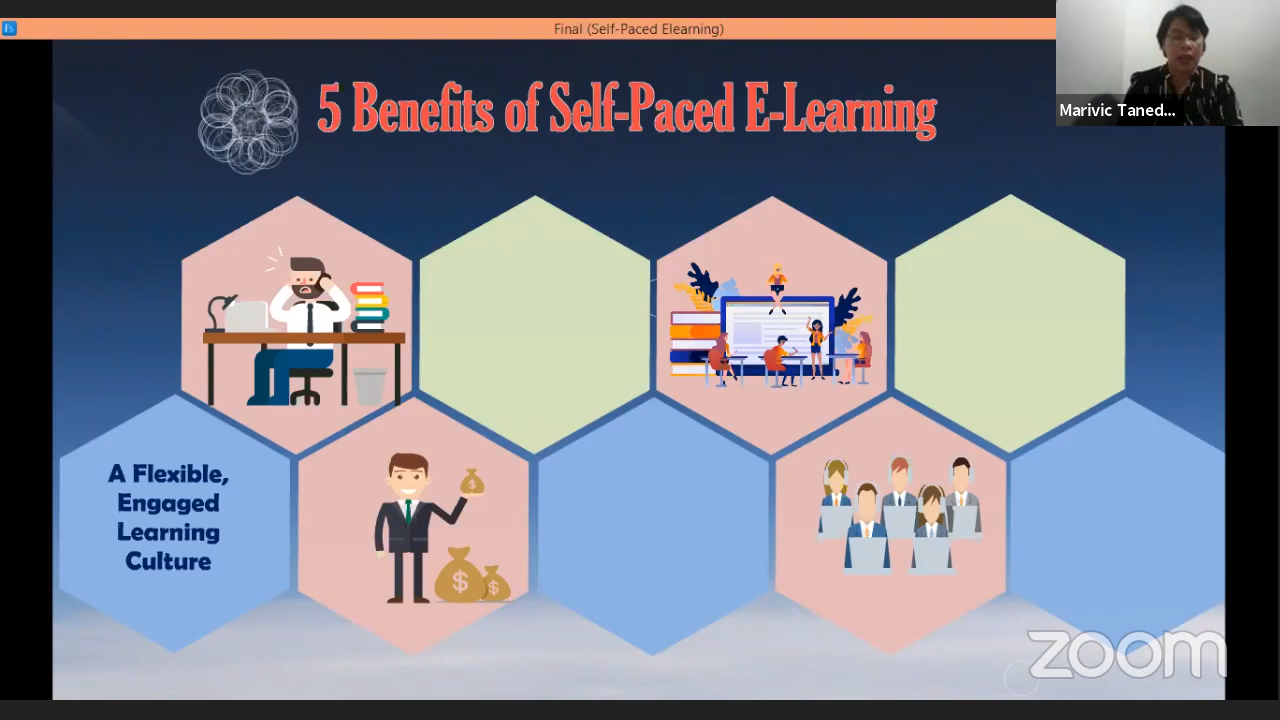 Final (Self-Paced Elearning)
Marivic Taned...
5 Benefits of Self-Paced E-Learning
A Flexible,
Engaged
Learning
Culture
$
$
$
zoom